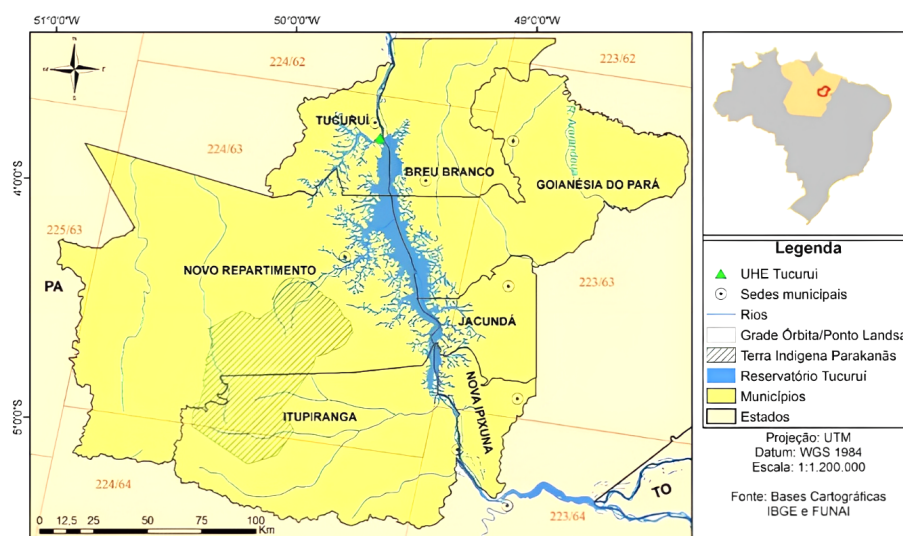 51°0'0"W
50°0'0"W
49°0'0"W
4°0'0"S
5°0'0"S
224/62
223/62
224/63
225/63
223/63
224/64
223/64
TUCURUÍ
BREU BRANCO
GOIANÉSIA DO PARÁ
NOVO REPARTIMENTO
PA
JACUNDÁ
NOVA IPIXUNA
ITUPIRANGA
TO
0 12,5 25 50 75 100
Km
Legenda
UHE Tucurui
Sedes municipais
Rios
Grade Órbita/Ponto Landsa
Terra Indigena Parakanãs
Reservatório Tucuruí
Municípios
Estados
Projeção: UTM
Datum: WGS 1984
Escala: 1:1.200.000
Fonte: Bases Cartográficas
IBGE e FUNAI